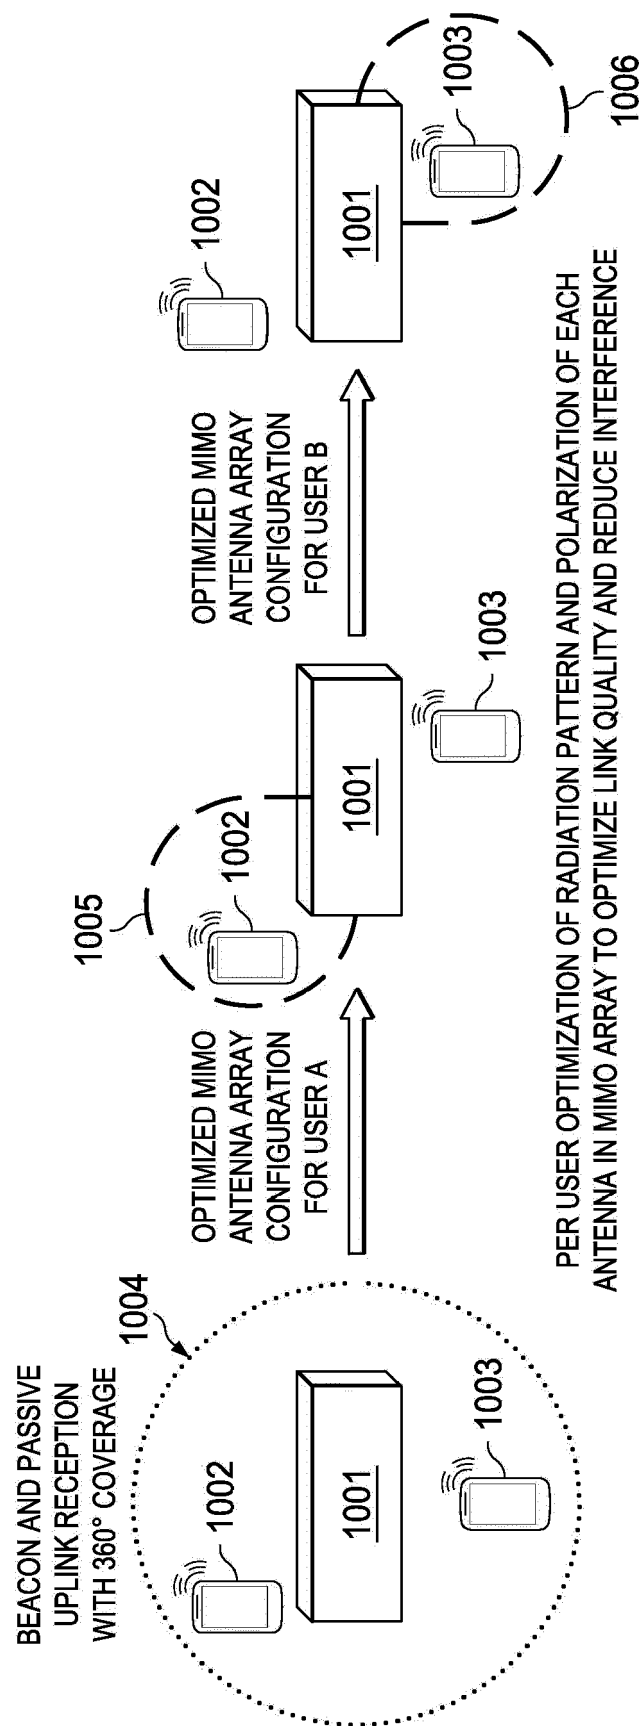 BEACON AND PASSIVE
UPLINK RECEPTION
WITH 360° COVERAGE
1004
1002
1001
1003
OPTIMIZED MIMO
ANTENNA ARRAY
CONFIGURATION
FOR USER A
1005
1002
1001
1003
OPTIMIZED MIMO
ANTENNA ARRAY
CONFIGURATION
FOR USER B
1002
1001
1003
1006
PER USER OPTIMIZATION OF RADIATION PATTERN AND POLARIZATION OF EACH
ANTENNA IN MIMO ARRAY TO OPTIMIZE LINK QUALITY AND REDUCE INTERFERENCE